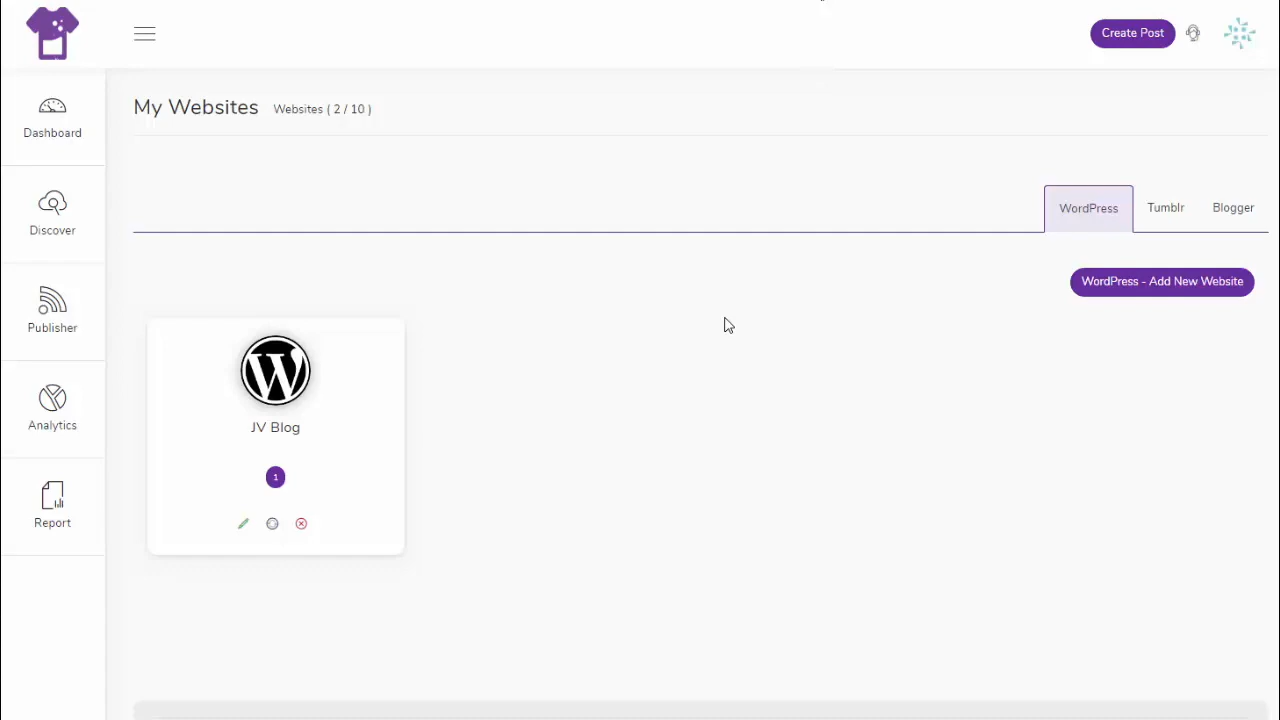 Create Post
Dashboard
Discover
Publisher
Analytics
Report
My Websites Websites ( 2 / 10 )
WordPress Tumblr Blogger
WordPress - Add New Website
JV Blog
1